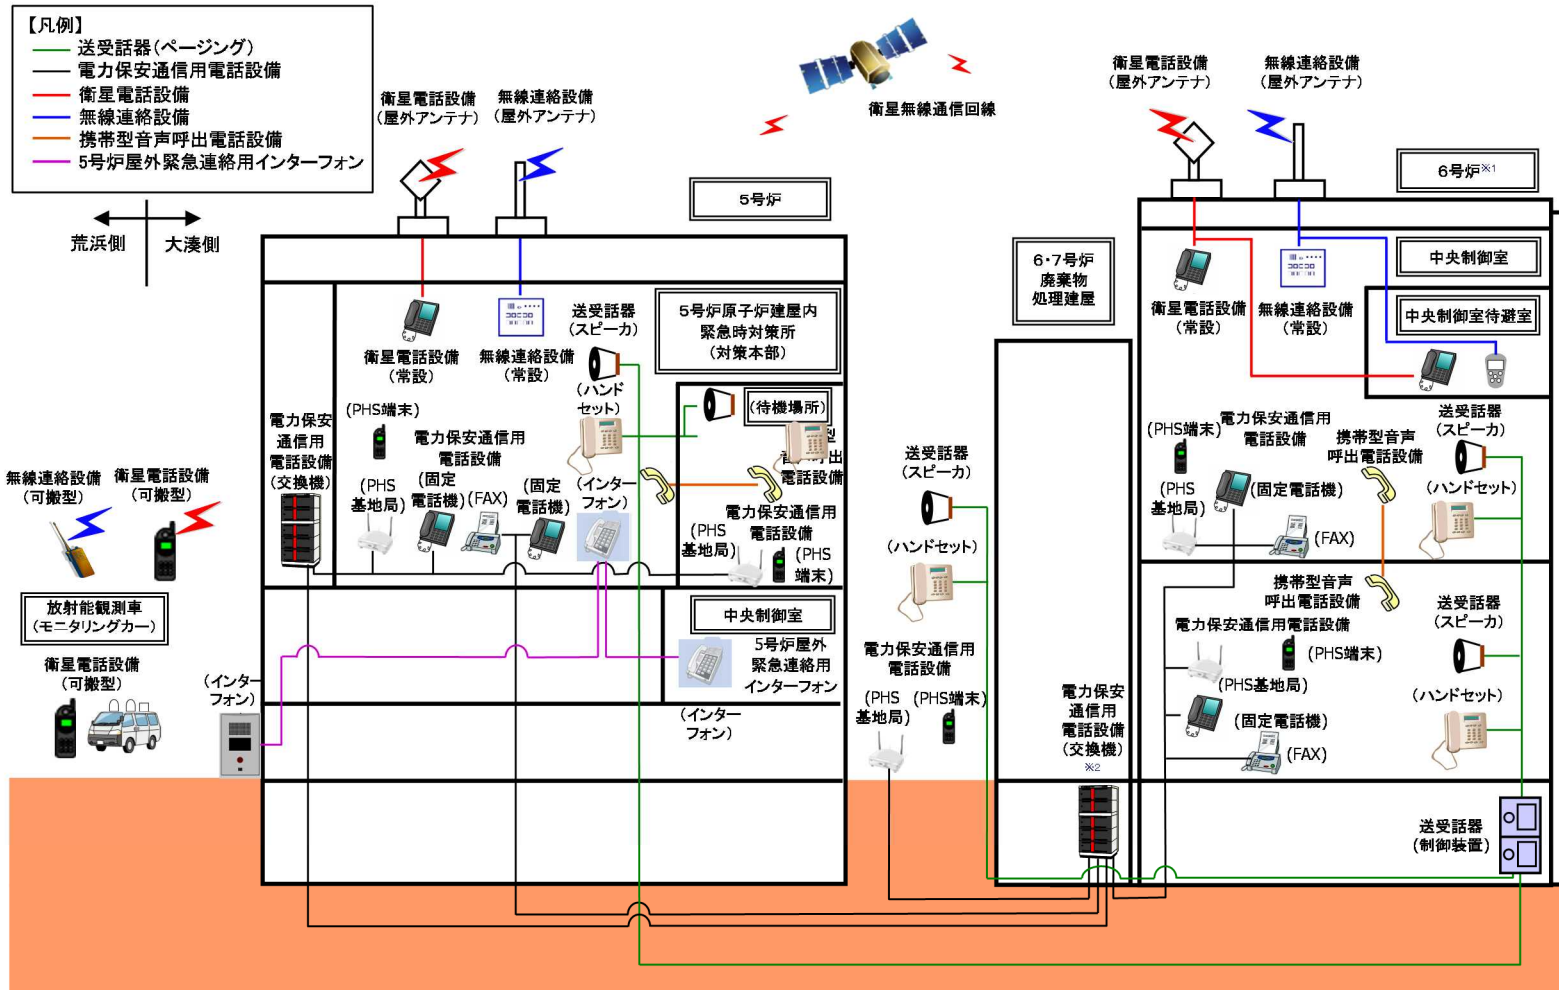 【凡例】
送受話器(ページング)
電力保安通信用電話設備
衛星電話設備
無線連絡設備
携帯型音声呼出電話設備
5号炉屋外緊急連絡用インターフォン
荒浜側
大湊側
衛星無線通信回線
衛星電話設備
(屋外アンテナ)
無線連絡設備
(屋外アンテナ)
5号炉
衛星電話設備
(常設)
無線連絡設備
(常設)
送受話器
(スピーカ)
5号炉原子炉建屋内
緊急時対策所
(対策本部)
(ハンド
セット)
(待機場所)
電力保安
通信用
電話設備
(交換機)
(PHS端末)
電力保安通信用
電話設備
(PHS
基地局)
(固定
電話機)
(FAX)
(固定
電話機)
(インター
フォン)
電話設備
電力保安通信用
電話設備
(PHS
基地局)
(PHS
端末)
中央制御室
5号炉屋外
緊急連絡用
インターフォン
(インター
フォン)
無線連絡設備
(可搬型)
衛星電話設備
(可搬型)
放射能観測車
(モニタリングカー)
衛星電話設備
(可搬型)
(インター
フォン)
送受話器
(スピーカ)
(ハンドセット)
電力保安通信用
電話設備
(PHS
基地局)
(PHS端末)
6・7号炉
廃棄物
処理建屋
電力保安
通信用
電話設備
(交換機)
※2
衛星電話設備
(屋外アンテナ)
無線連絡設備
(屋外アンテナ)
6号炉※1
中央制御室
衛星電話設備
(常設)
無線連絡設備
(常設)
中央制御室待避室
(PHS端末)
電力保安通信用
電話設備
(PHS
基地局)
(固定電話機)
(FAX)
携帯型音声
呼出電話設備
送受話器
(スピーカ)
(ハンドセット)
携帯型音声
呼出電話設備
電力保安通信用電話設備
(PHS端末)
(PHS基地局)
(固定電話機)
(FAX)
送受話器
(スピーカ)
(ハンドセット)
送受話器
(制御装置)